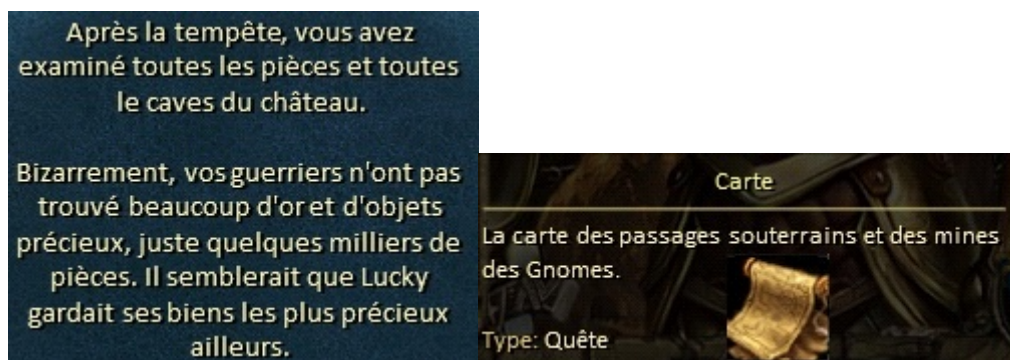 Après la tempête, vous avez
examiné toutes les pièces et toutes
le caves du château.
Bizarrement, vos guerriers n'ont pas
trouvé beaucoup d'or et d'objets
précieux, juste quelques milliers de
pièces. Il semblerait que Lucky
gardait ses biens les plus précieux
ailleurs.
Carte
La carte des passages souterrains et des mines
des Gnomes.
Type: Quête